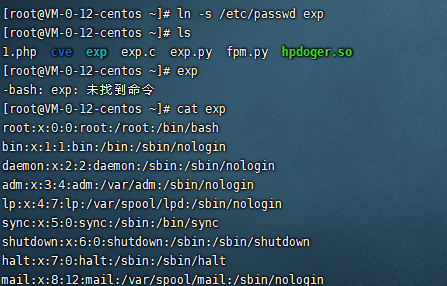 [root@VM-0-12-centos ~]# ln -s /etc/passwd exp
[root@VM-0-12-centos ~]# ls
1.php cve exp exp.c exp.py fpm.py hpdoger.so
[root@VM-0-12-centos ~]# exp
-bash: exp: 未找到命令
[root@VM-0-12-centos ~]# cat exp
root:x:0:0:root:/root:/bin/bash
bin:x:1:1:bin:/bin:/sbin/nologin
daemon:x:2:2:daemon:/sbin:/sbin/nologin
adm:x:3:4:adm:/var/adm:/sbin/nologin
lp:x:4:7:lp:/var/spool/lpd:/sbin/nologin
sync:x:5:0:sync:/sbin:/bin/sync
shutdown:x:6:0:shutdown:/sbin:/sbin/shutdown
halt:x:7:0:halt:/sbin:/sbin/halt
mail:x:8:12:mail:/var/spool/mail:/sbin/nologin